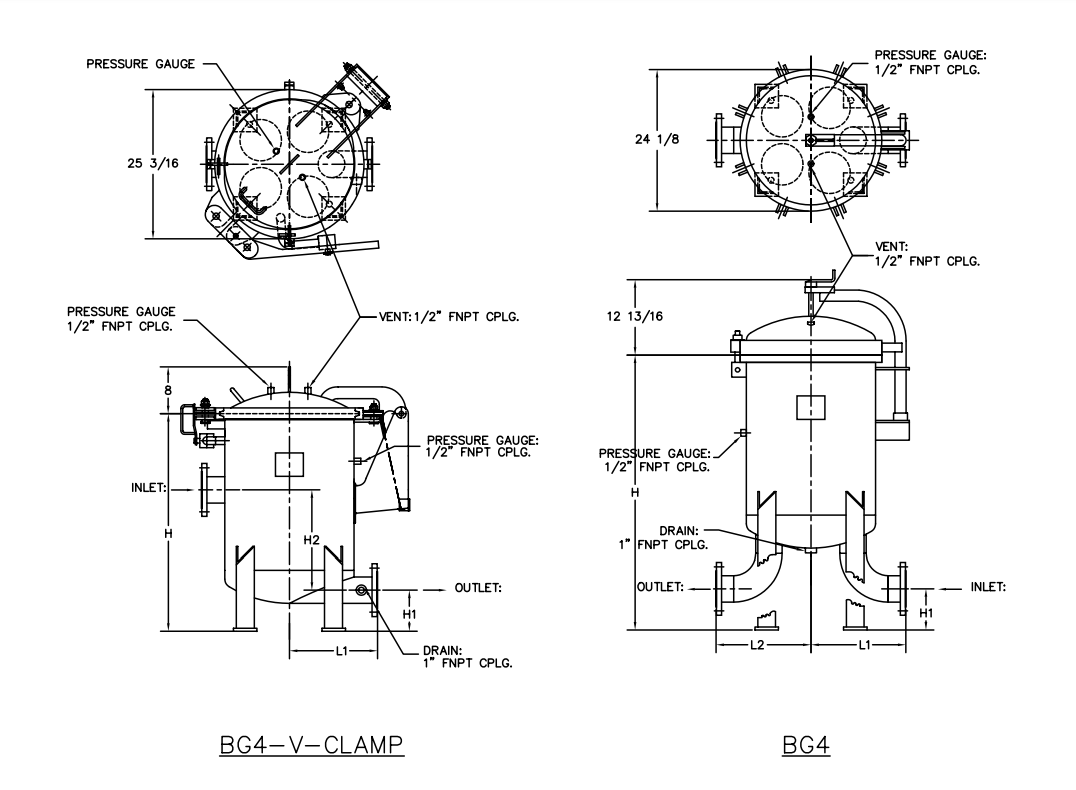 PRESSURE GAUGE
25 3/16
PRESSURE GAUGE
1/2" FNPT CPLG.
VENT: 1/2" FNPT CPLG.
8
PRESSURE GAUGE:
1/2" FNPT CPLG.
INLET:
H
H2
OUTLET:
H1
L1
DRAIN:
1" FNPT CPLG.
BG4-V-CLAMP
PRESSURE GAUGE:
1/2" FNPT CPLG.
24 1/8
VENT:
1/2" FNPT CPLG.
12 13/16
PRESSURE GAUGE:
1/2" FNPT CPLG.
H
DRAIN:
1" FNPT CPLG.
OUTLET:
INLET:
H1
L2
L1
BG4